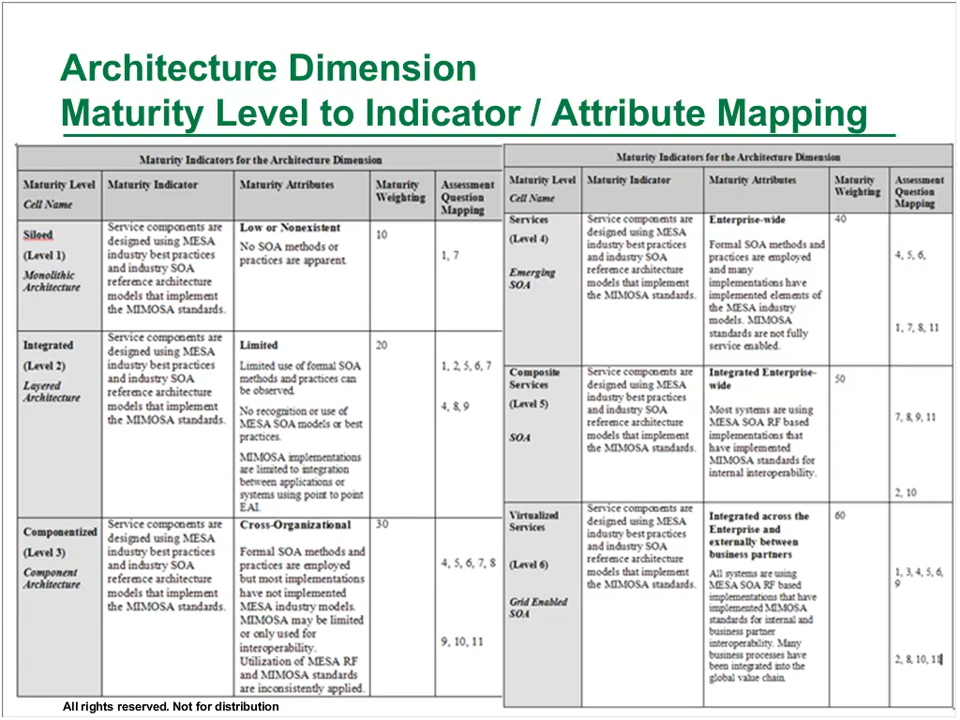 Architecture Dimension
Maturity Level to Indicator / Attribute Mapping
Maturity Indicators for the Architecture Dimension
Maturity Level
Cell Name
Maturity Indicator
Maturity Attributes
Maturity
Weighting
Assessment
Question
Mapping
Siloed
(Level 1)
Monolithic
Architecture
Service components are
designed using MESA
industry best practices
and industry SOA
reference architecture
models that implement
the MIMOSA standards.
Low or Nonexistent
No SOA methods or
practices are apparent.
10
1, 7
Integrated
(Level 2)
Layered
Architecture
Service components are
designed using MESA
industry best practices
and industry SOA
reference architecture
models that implement
the MIMOSA standards.
Limited
Limited use of formal SOA
methods and practices can
be observed.
No recognition or use of
MESA SOA models or best
practices.
MIMOSA implementations
are limited to integration
between applications or
systems using point to point
EAI.
20
1, 2, 5, 6, 7
4, 8, 9
Componentized
(Level 3)
Component
Architecture
Service components are
designed using MESA
industry best practices
and industry SOA
reference architecture
models that implement
the MIMOSA standards.
Cross-Organizational
Formal SOA methods and
practices are employed
but most implementations
have not implemented
MESA industry models.
MIMOSA may be limited
or only used for
interoperability.
Utilization of MESA RF
and MIMOSA standards
are inconsistently applied.
30
4, 5, 6, 7, 8
9, 10, 11
Maturity Indicators for the Architecture Dimension
Maturity Level
Cell Name
Maturity Indicator
Maturity Attributes
Maturity
Weighting
Assessment
Question
Mapping
Services
(Level 4)
Emerging
SOA
Service components are
designed using MESA
industry best practices
and industry SOA
reference architecture
models that implement
the MIMOSA standards.
Enterprise-wide
Formal SOA methods and
practices are employed
and many
implementations have
implemented elements of
the MESA industry
models. MIMOSA
standards are not fully
service enabled.
40
4, 5, 6,
1, 7, 8, 11
Composite
Services
(Level 5)
SOA
Service components are
designed using MESA
industry best practices
and industry SOA
reference architecture
models that implement
the MIMOSA standards.
Integrated Enterprise-
wide
Most systems are using
MESA SOA RF based
implementations that
have implemented
MIMOSA standards for
internal interoperability.
50
7, 8, 9, 11
2, 10
Virtualized
Services
(Level 6)
Grid Enabled
SOA
Service components are
designed using MESA
industry best practices
and industry SOA
reference architecture
models that implement
the MIMOSA standards.
Integrated across the
Enterprise and
externally between
business partners
All systems are using
MESA SOA RF based
implementations that have
implemented MIMOSA
standards for internal and
business partner
interoperability. Many
business processes have
been integrated into the
global value chain.
60
1, 3, 4, 5, 6,
9
2, 8, 10, 11
All rights reserved. Not for distribution